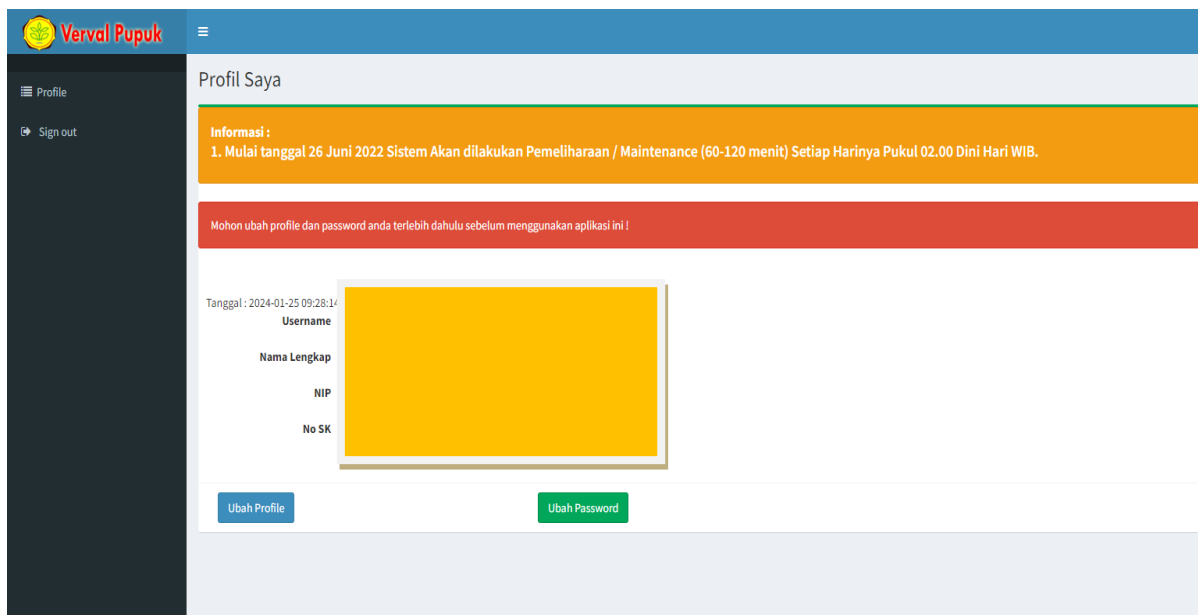 Verval Pupuk
Profile
Sign out
Profil Saya
Informasi :
1. Mulai tanggal 26 Juni 2022 Sistem Akan dilakukan Pemeliharaan / Maintenance (60-120 menit) Setiap Harinya Pukul 02.00 Dini Hari WIB.
Mohon ubah profile dan password anda terlebih dahulu sebelum menggunakan aplikasi ini !
Tanggal : 2024-01-25 09:28:14
Username
Nama Lengkap
NIP
No SK
Ubah Profile
Ubah Password